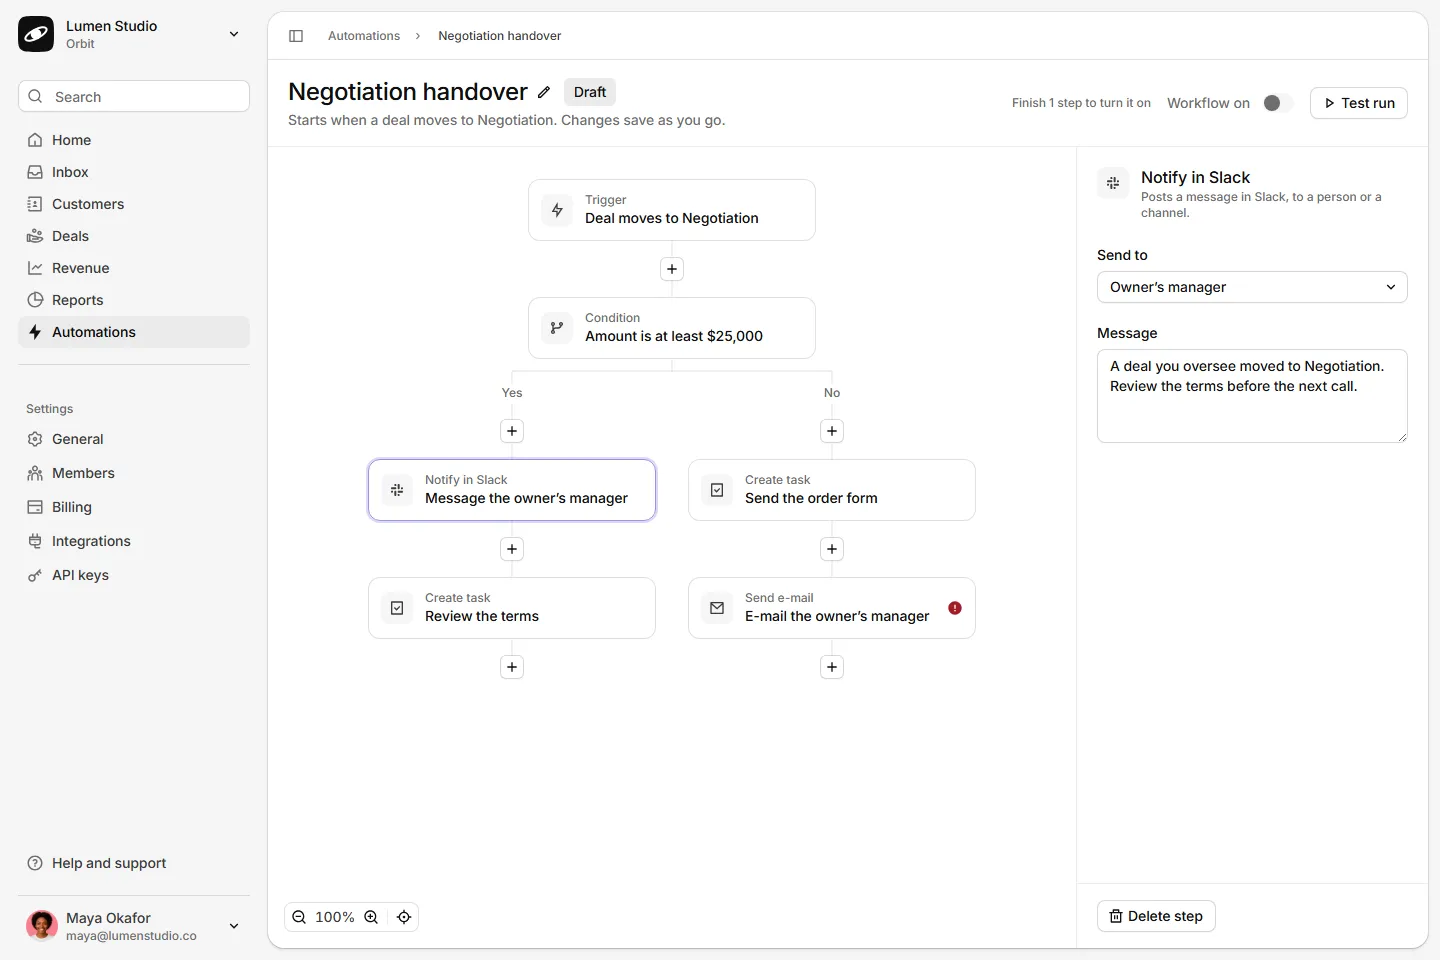 Lumen Studio
Orbit
Search
Home
Inbox
Customers
Deals
Revenue
Reports
Automations
Settings
General
Members
Billing
Integrations
API keys
Help and support
Maya Okafor
maya@lumenstudio.co
Automations › Negotiation handover
Negotiation handover
Draft
Starts when a deal moves to Negotiation. Changes save as you go.
Finish 1 step to turn it on
Workflow on
Test run
Trigger
Deal moves to Negotiation
Condition
Amount is at least $25,000
Yes
No
Notify in Slack
Message the owner’s manager
Create task
Send the order form
Create task
Review the terms
Send e-mail
E-mail the owner’s manager
100%
Notify in Slack
Posts a message in Slack, to a person or a
channel.
Send to
Owner’s manager
Message
A deal you oversee moved to Negotiation.
Review the terms before the next call.
Delete step